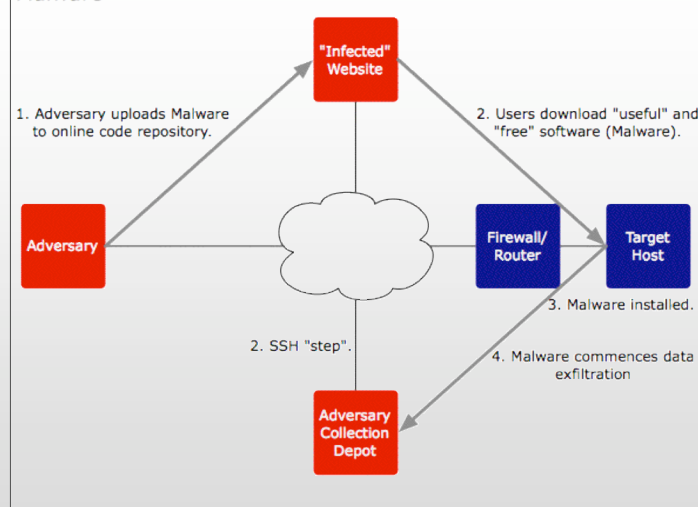 "Infected"
Website
1. Adversary uploads Malware
to online code repository.
2. Users download "useful" and
"free" software (Malware).
Adversary
Firewall/
Router
Target
Host
3. Malware installed.
2. SSH "step".
4. Malware commences data
exfiltration
Adversary
Collection
Depot